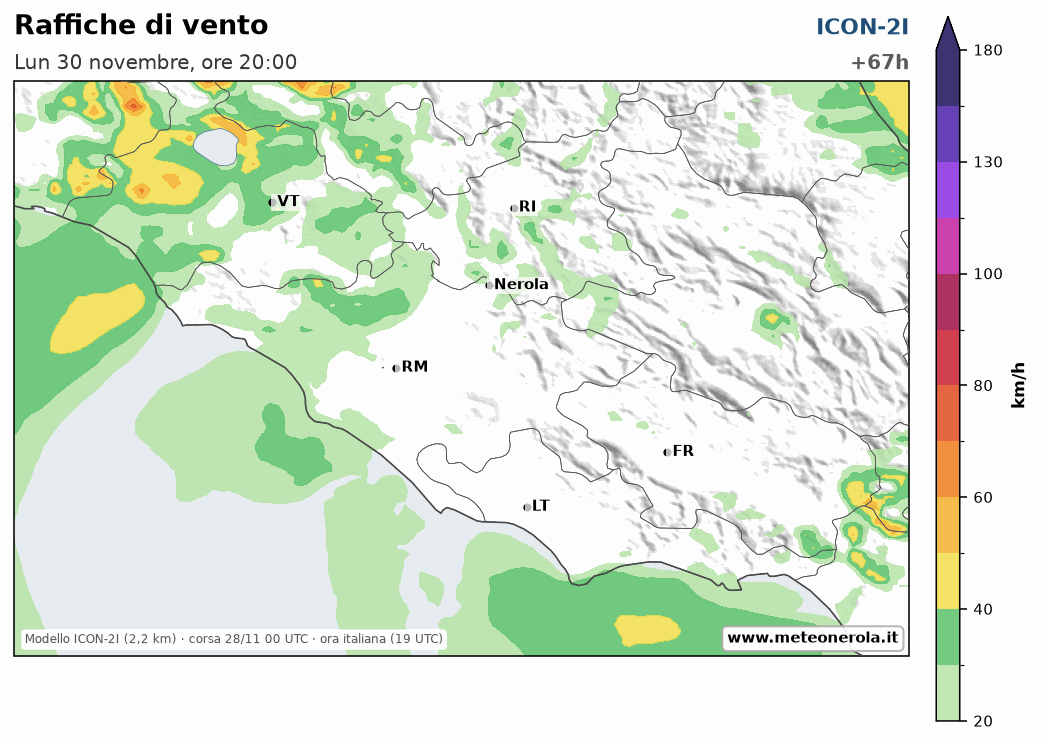 Raffiche di vento
ICON-2I
Lun 30 novembre, ore 20:00
+67h
VT
RI
Nerola
RM
FR
LT
Modello ICON-2I (2,2 km) · corsa 28/11 00 UTC · ora italiana (19 UTC)
www.meteonerola.it
180
130
100
80
60
40
20
km/h